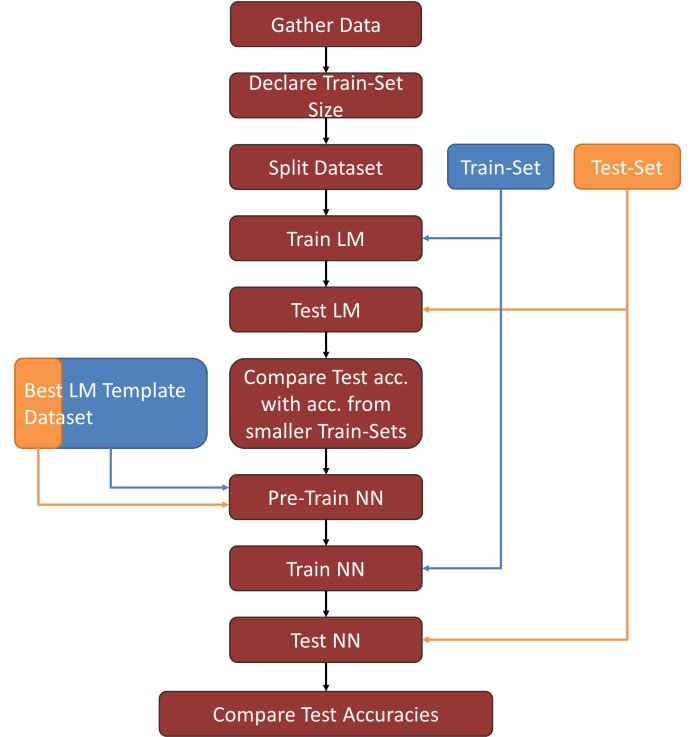 Gather Data
Declare Train-Set
Size
Split Dataset
Train-Set
Test-Set
Train LM
Test LM
Compare Test acc.
with acc. from
smaller Train-Sets
Best LM Template
Dataset
Pre-Train NN
Train NN
Test NN
Compare Test Accuracies